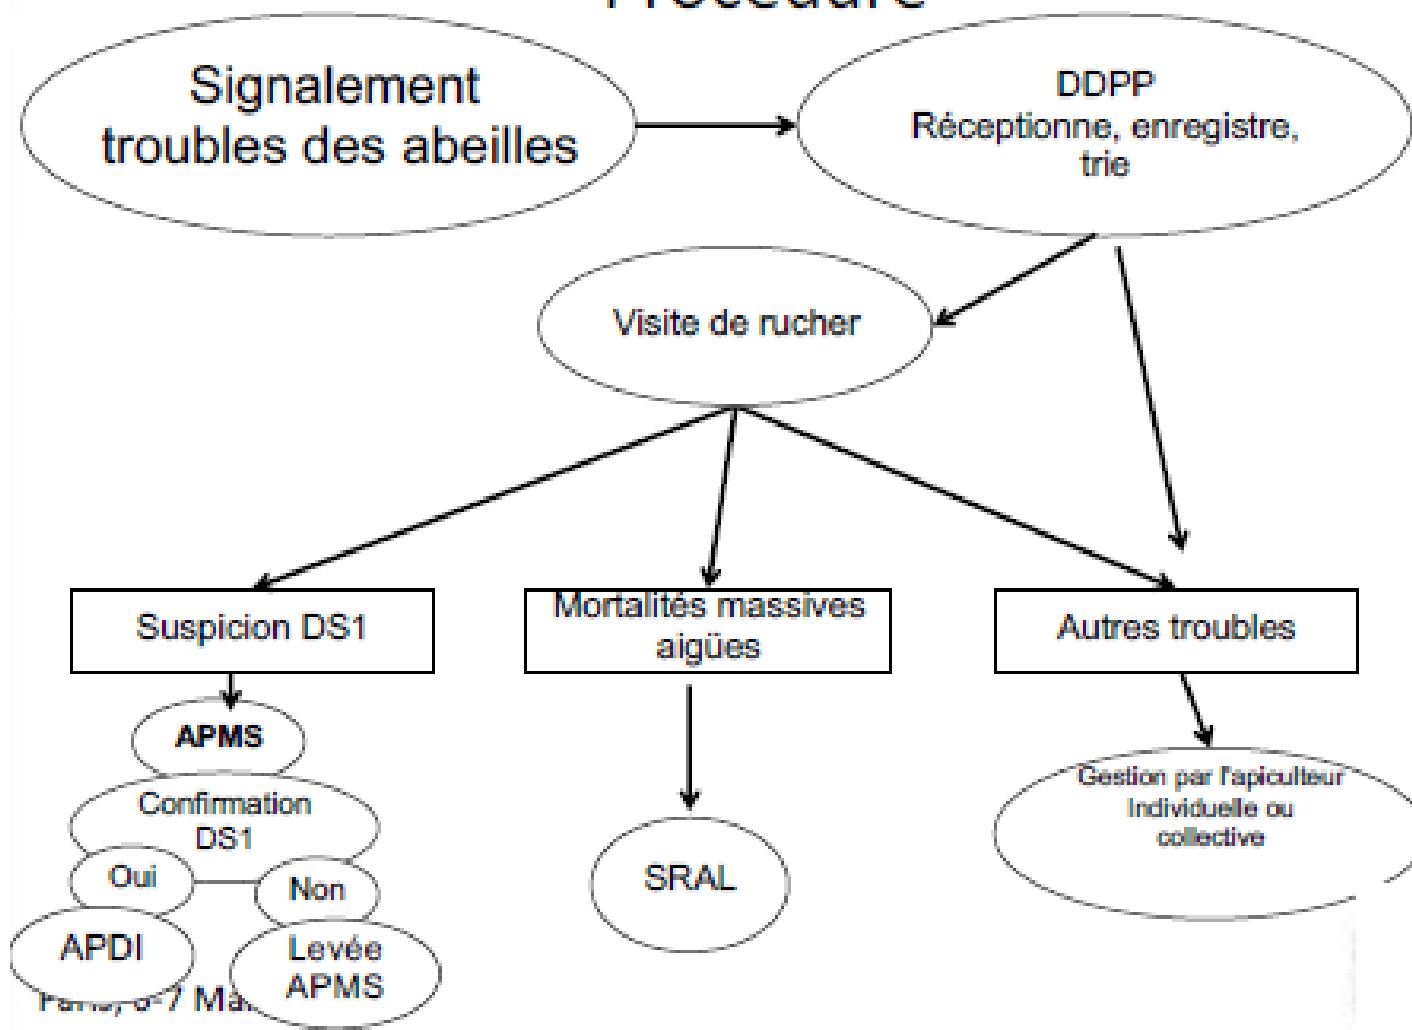 Procédure
Signalement
troubles des abeilles
DDPP
Réceptionne, enregistre,
trie
Visite de rucher
Suspicion DS1
Mortalités massives
aigües
Autres troubles
APMS
Confirmation
DS1
Oui
Non
APDI
Levée
APMS
SRAL
Gestion par l'apiculteur
Individuelle ou
collective